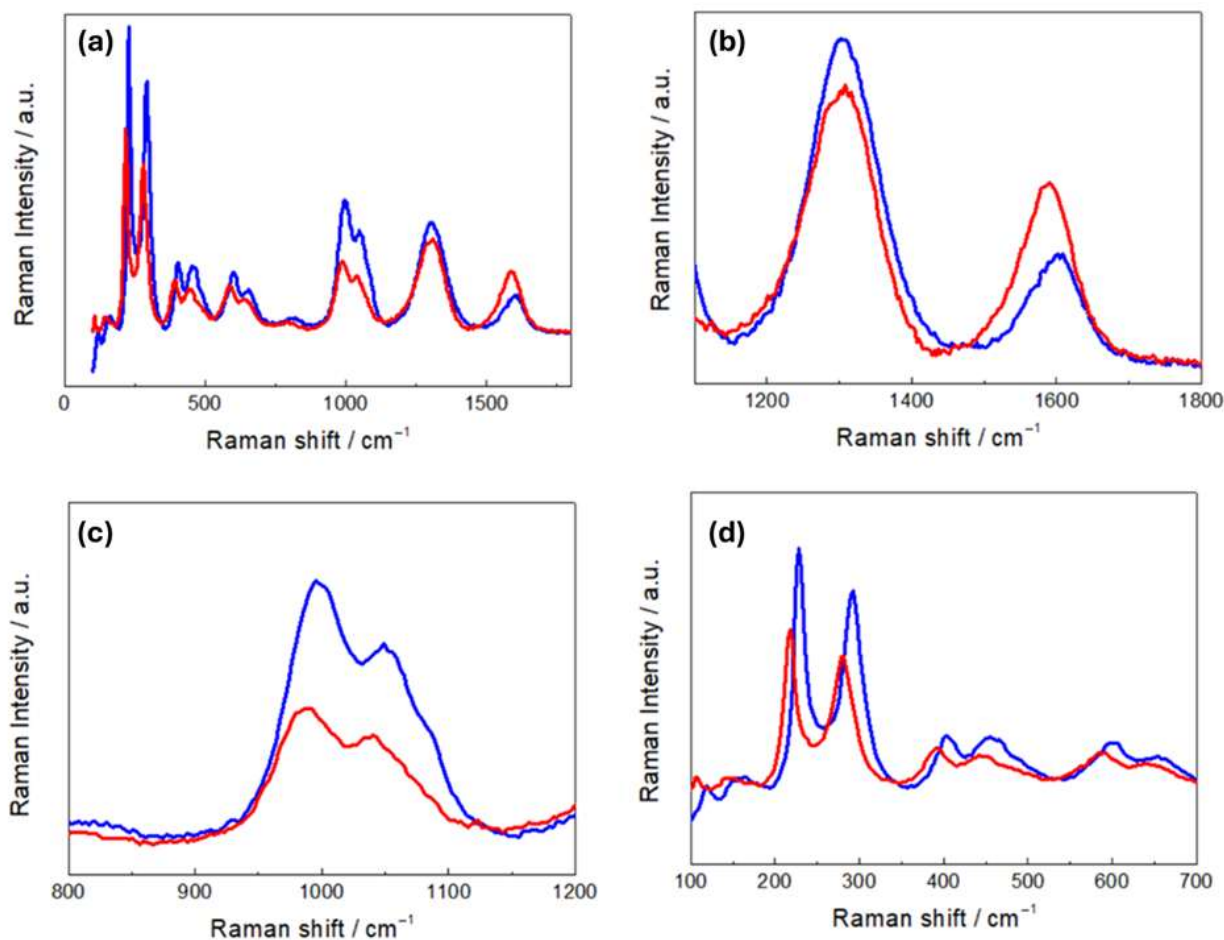 (a)
Raman Intensity / a.u.
0 500 1000 1500
Raman shift / cm⁻¹
(b)
Raman Intensity / a.u.
1200 1400 1600 1800
Raman shift / cm⁻¹
(c)
Raman Intensity / a.u.
800 900 1000 1100 1200
Raman shift / cm⁻¹
(d)
Raman Intensity / a.u.
100 200 300 400 500 600 700
Raman shift / cm⁻¹